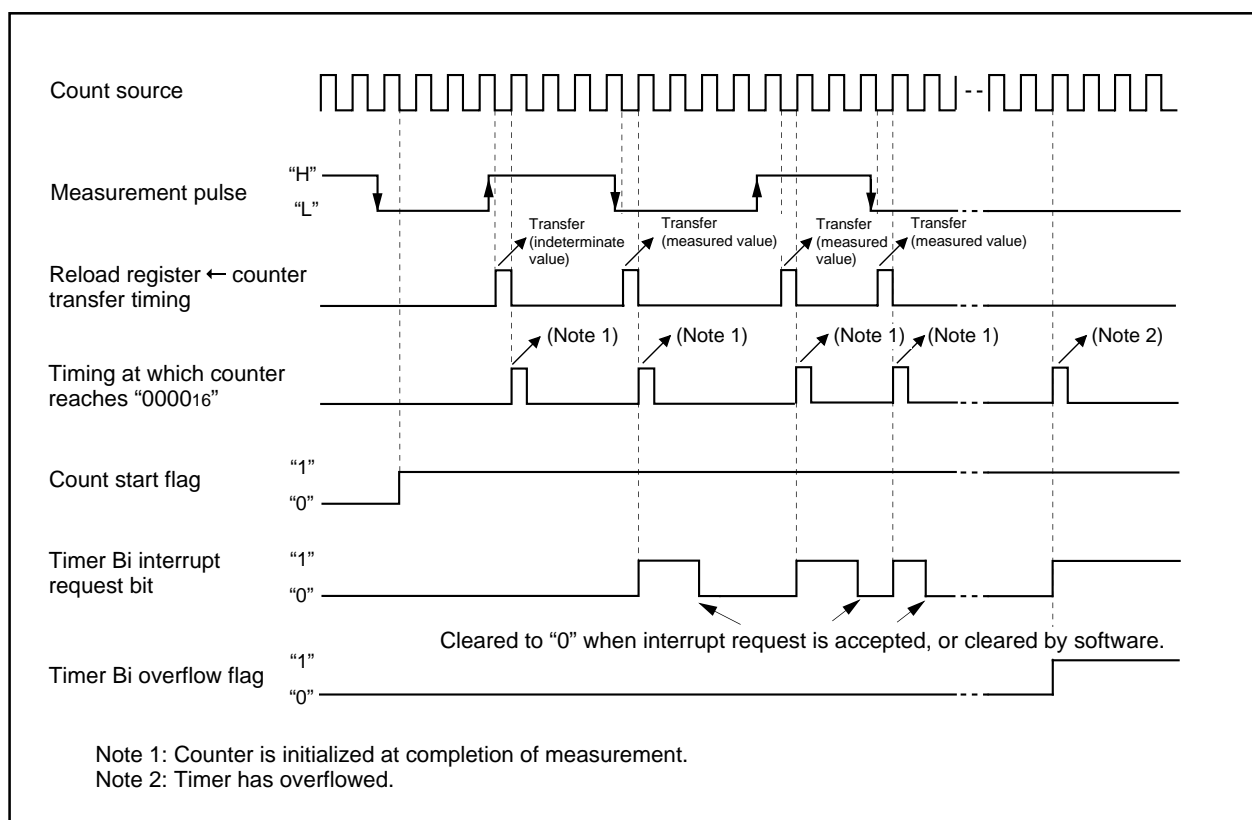 Count source
“H”
Measurement pulse
“L”
Transfer
(indeterminate
value)
Transfer
(measured value)
Transfer
(measured
value)
Transfer
(measured value)
Reload register ← counter
transfer timing
(Note 1)
(Note 1)
(Note 1)
(Note 1)
(Note 2)
Timing at which counter
reaches “000016”
“1”
Count start flag
“0”
Timer Bi interrupt
request bit
“1”
“0”
Cleared to “0” when interrupt request is accepted, or cleared by software.
“1”
Timer Bi overflow flag
“0”
Note 1: Counter is initialized at completion of measurement.
Note 2: Timer has overflowed.